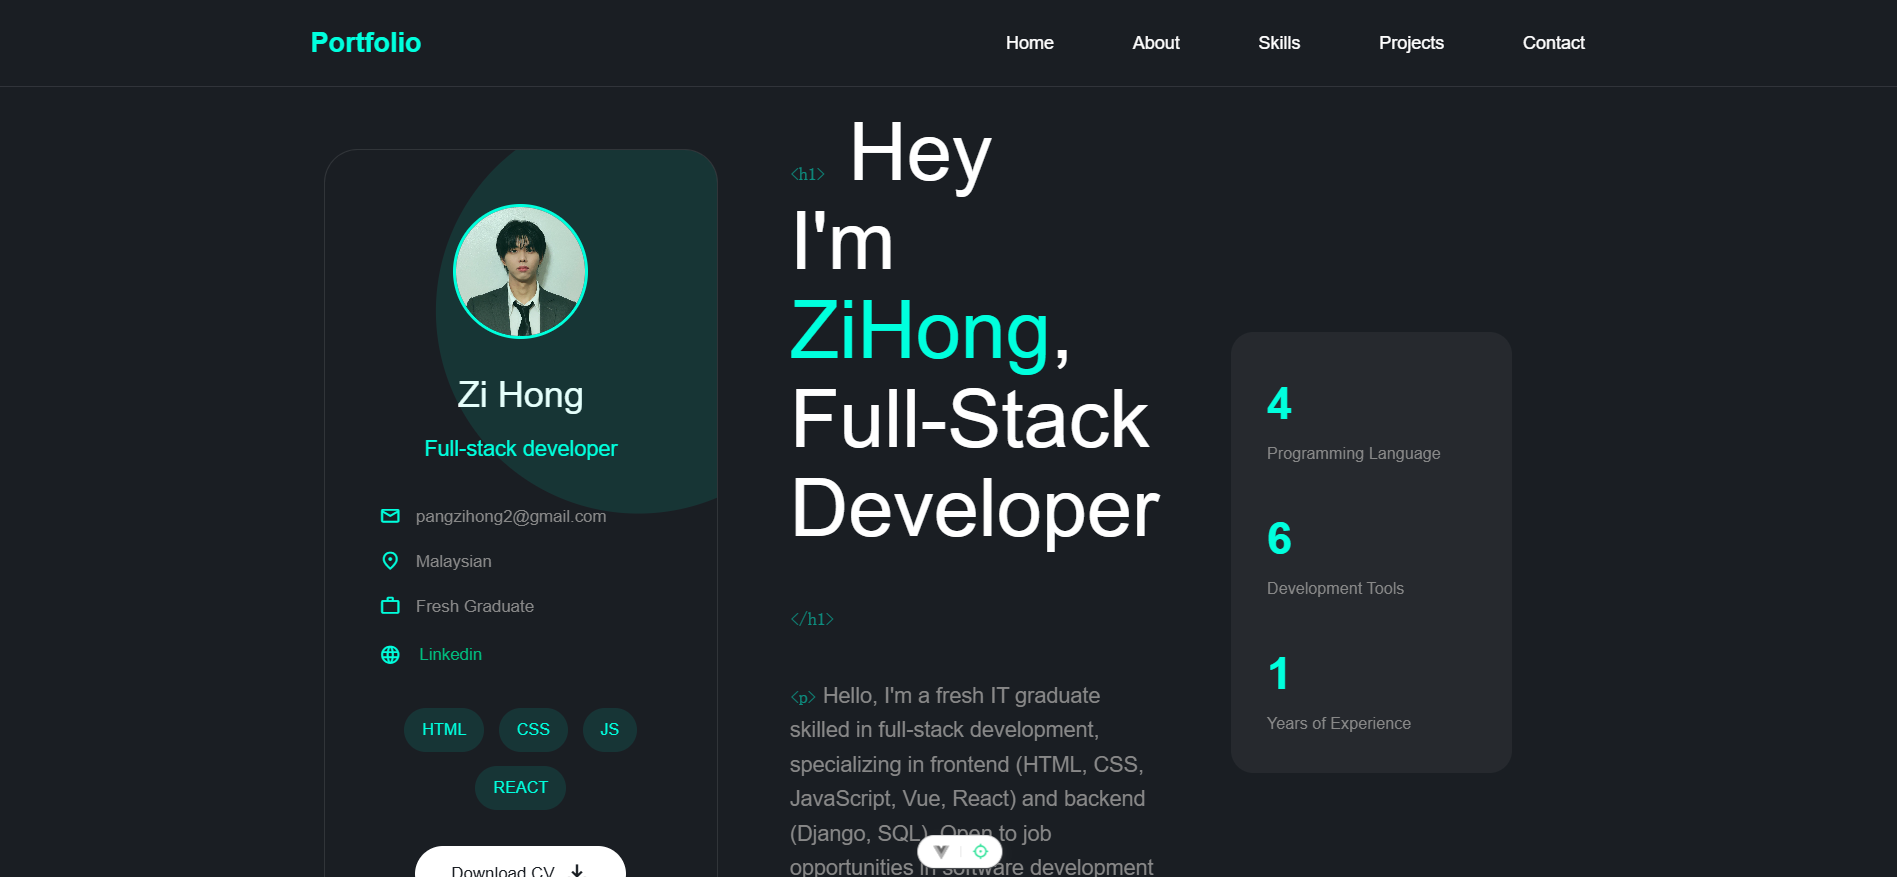 Portfolio
Home About Skills Projects Contact
Zi Hong
Full-stack developer
pangzihong2@gmail.com
Malaysian
Fresh Graduate
Linkedin
HTML CSS JS
REACT
Download CV
<h1> Hey
I'm
ZiHong,
Full-Stack
Developer
</h1>
<p> Hello, I'm a fresh IT graduate
skilled in full-stack development,
specializing in frontend (HTML, CSS,
JavaScript, Vue, React) and backend
(Django, SQL). Open to job
opportunities in software development
4
Programming Language
6
Development Tools
1
Years of Experience